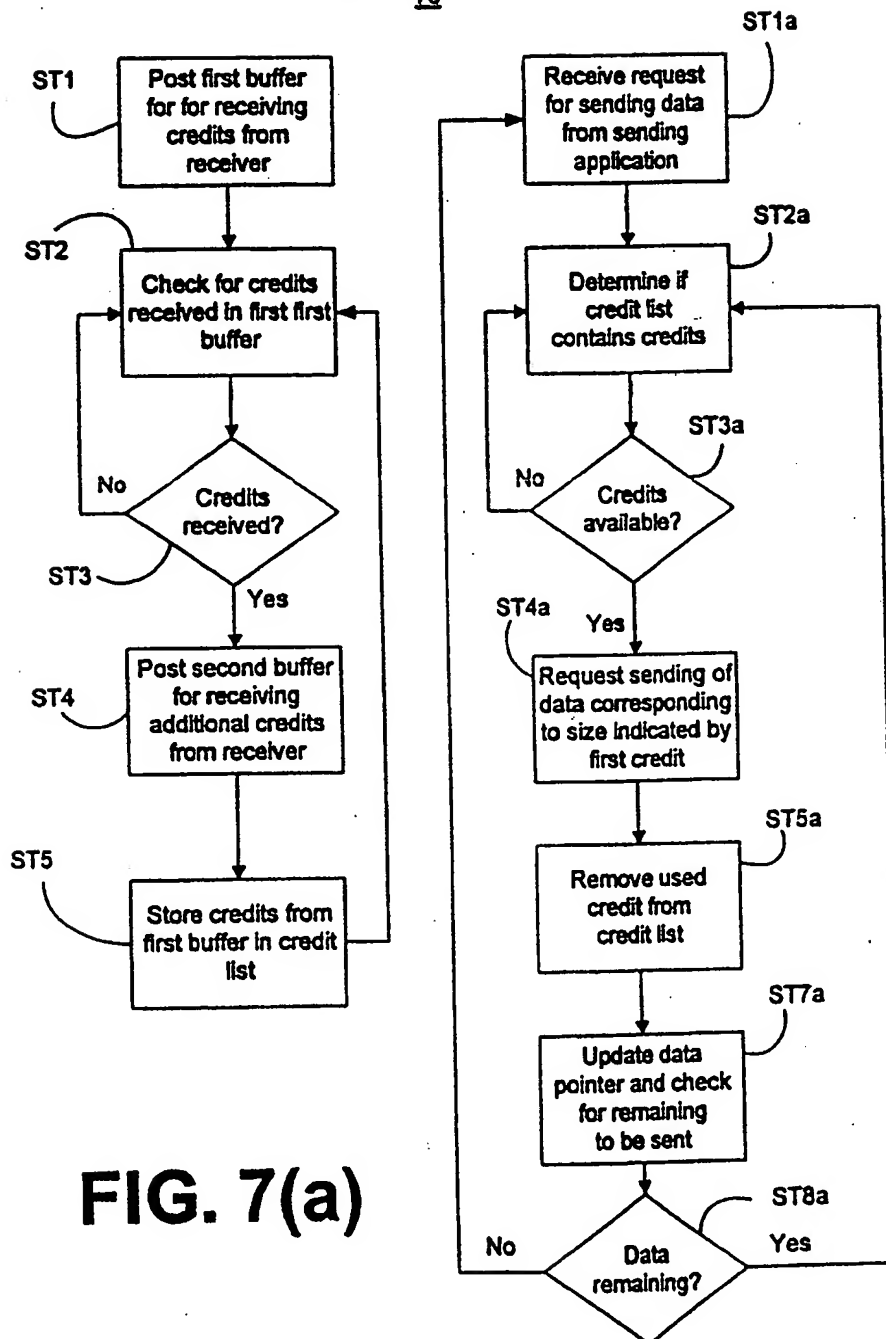 ST1
Post first buffer
for for receiving
credits from
receiver
ST2
Check for credits
received in first first
buffer
No
Credits
received?
ST3
Yes
ST4
Post second buffer
for receiving
additional credits
from receiver
ST5
Store credits from
first buffer in credit
list
FIG. 7(a)
ST1a
Receive request
for sending data
from sending
application
ST2a
Determine if
credit list
contains credits
ST3a
No
Credits
available?
ST4a
Yes
Request sending of
data corresponding
to size indicated by
first credit
ST5a
Remove used
credit from
credit list
ST7a
Update data
pointer and check
for remaining
to be sent
ST8a
No
Data
remaining?
Yes